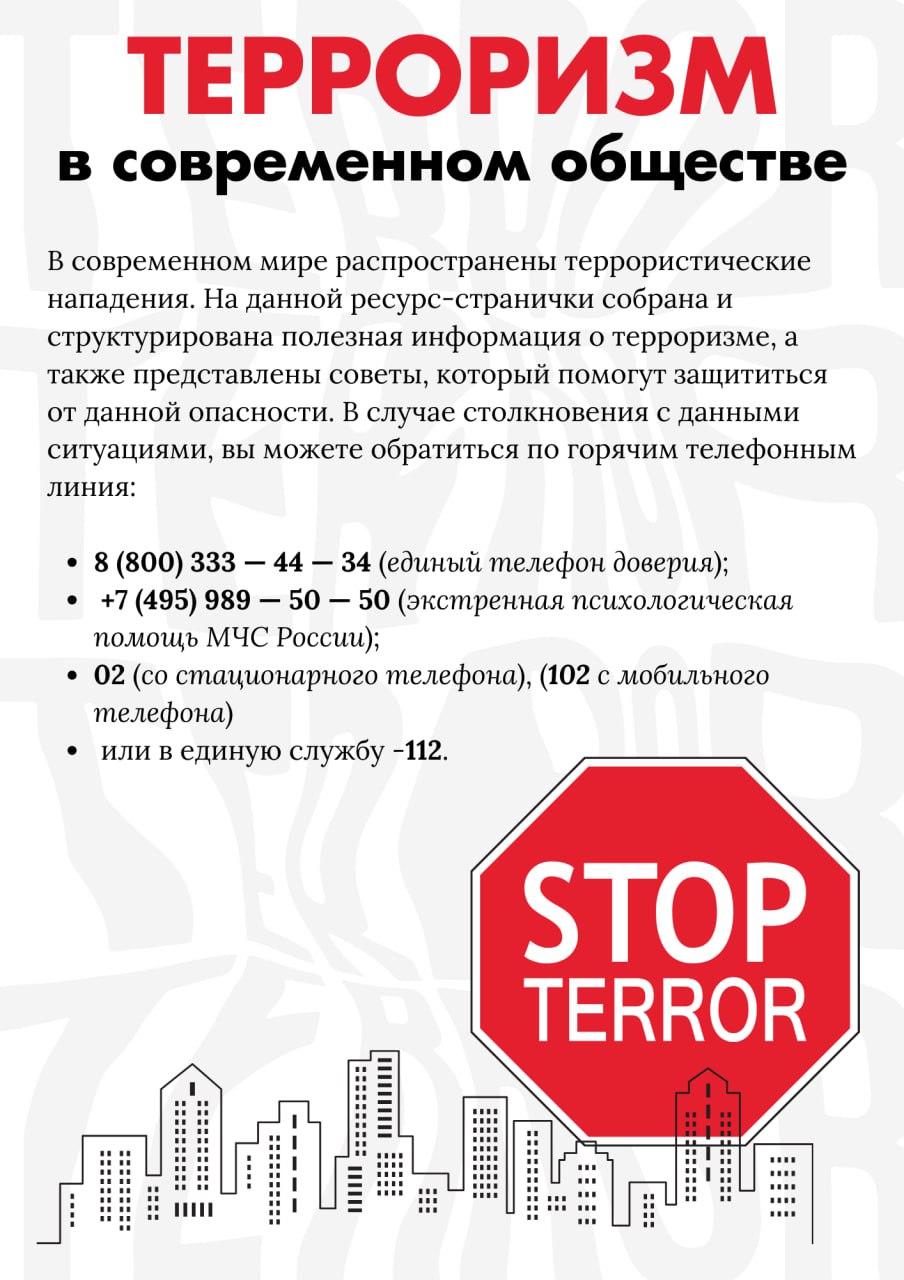 ТЕРРОРИЗМ
в современном обществе
В современном мире распространены террористические
нападения. На данной ресурс-странички собрана и
структурирована полезная информация о терроризме, а
также представлены советы, который помогут защититься
от данной опасности. В случае столкновения с данными
ситуациями, вы можете обратиться по горячим телефонным
линия:
• 8 (800) 333 — 44 — 34 (единый телефон доверия);
• +7 (495) 989 — 50 — 50 (экстренная психологическая
помощь МЧС России);
• 02 (со стационарного телефона), (102 с мобильного
телефона)
• или в единую службу -112.
STOP
TERROR